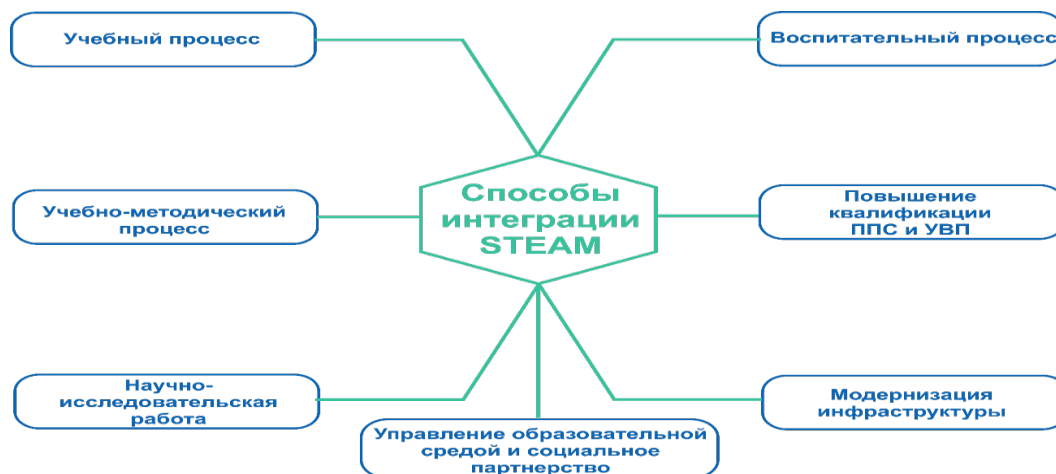 Учебный процесс
Воспитательный процесс
Способы
интеграции
STEAM
Учебно-методический
процесс
Повышение
квалификации
ППС и УВП
Научно-
исследовательская
работа
Модернизация
инфраструктуры
Управление образовательной
средой и социальное
партнерство